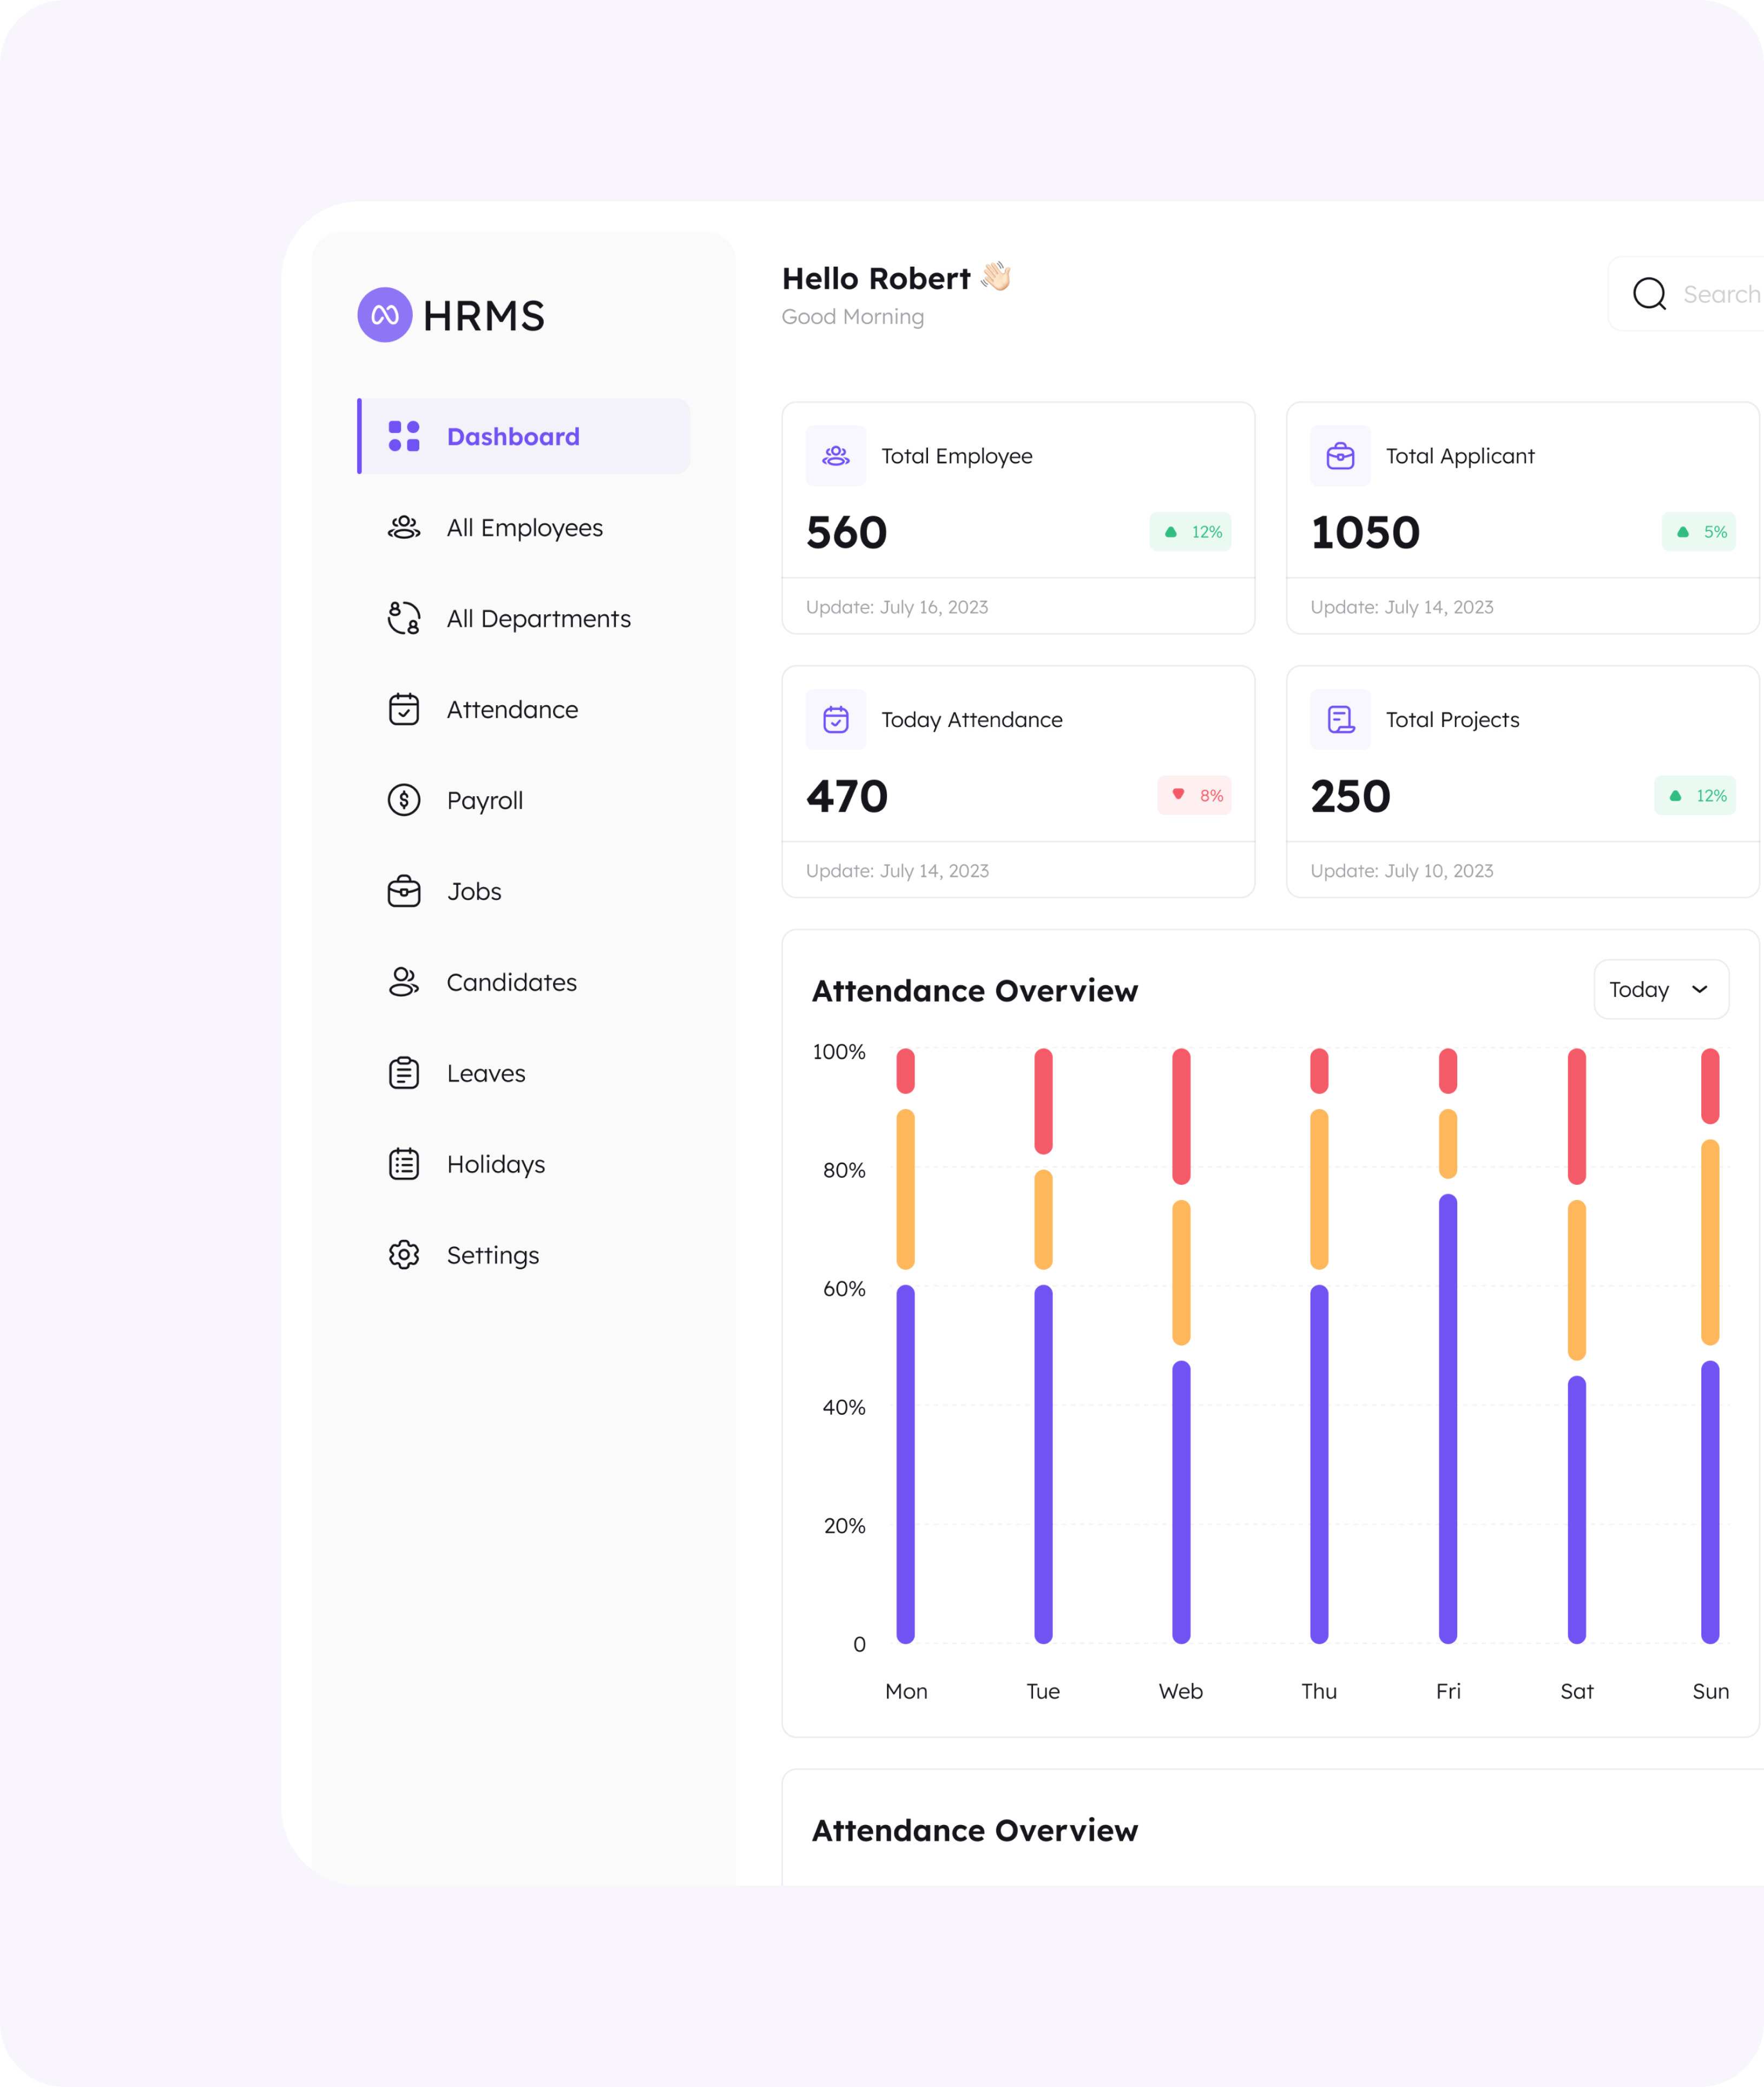 HRMS
Dashboard
All Employees
All Departments
Attendance
Payroll
Jobs
Candidates
Leaves
Holidays
Settings
Hello Robert 👋🏻
Good Morning
Search
Total Employee
560
12%
Update: July 16, 2023
Total Applicant
1050
5%
Update: July 14, 2023
Today Attendance
470
8%
Update: July 14, 2023
Total Projects
250
12%
Update: July 10, 2023
Attendance Overview
Today
100%
80%
60%
40%
20%
0
Mon Tue Web Thu Fri Sat Sun
Attendance Overview